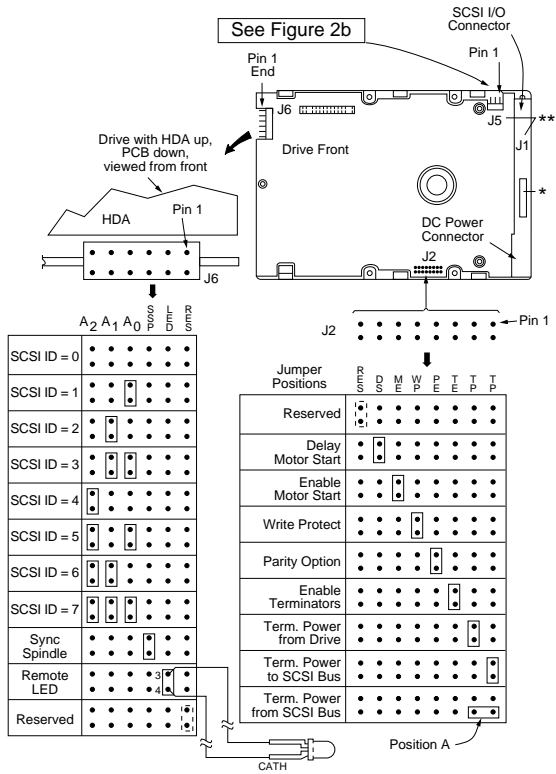 See Figure 2b
SCSI I/O
Connector
Pin 1
Pin 1
End
J6
J5
**
J1
Drive with HDA up,
PCB down,
viewed from front
Drive Front
*
HDA
Pin 1
DC Power
Connector
J2
J6
J2
Pin 1
A2 A1 A0 SSP LED RES
SCSI ID = 0
SCSI ID = 1
SCSI ID = 2
SCSI ID = 3
SCSI ID = 4
SCSI ID = 5
SCSI ID = 6
SCSI ID = 7
Sync
Spindle
Remote
LED
3
4
Reserved
CATH
Jumper
Positions
RES DS ME WP PE TE TP TP
Reserved
Delay
Motor Start
Enable
Motor Start
Write Protect
Parity Option
Enable
Terminators
Term. Power
from Drive
Term. Power
to SCSI Bus
Term. Power
from SCSI Bus
Position A